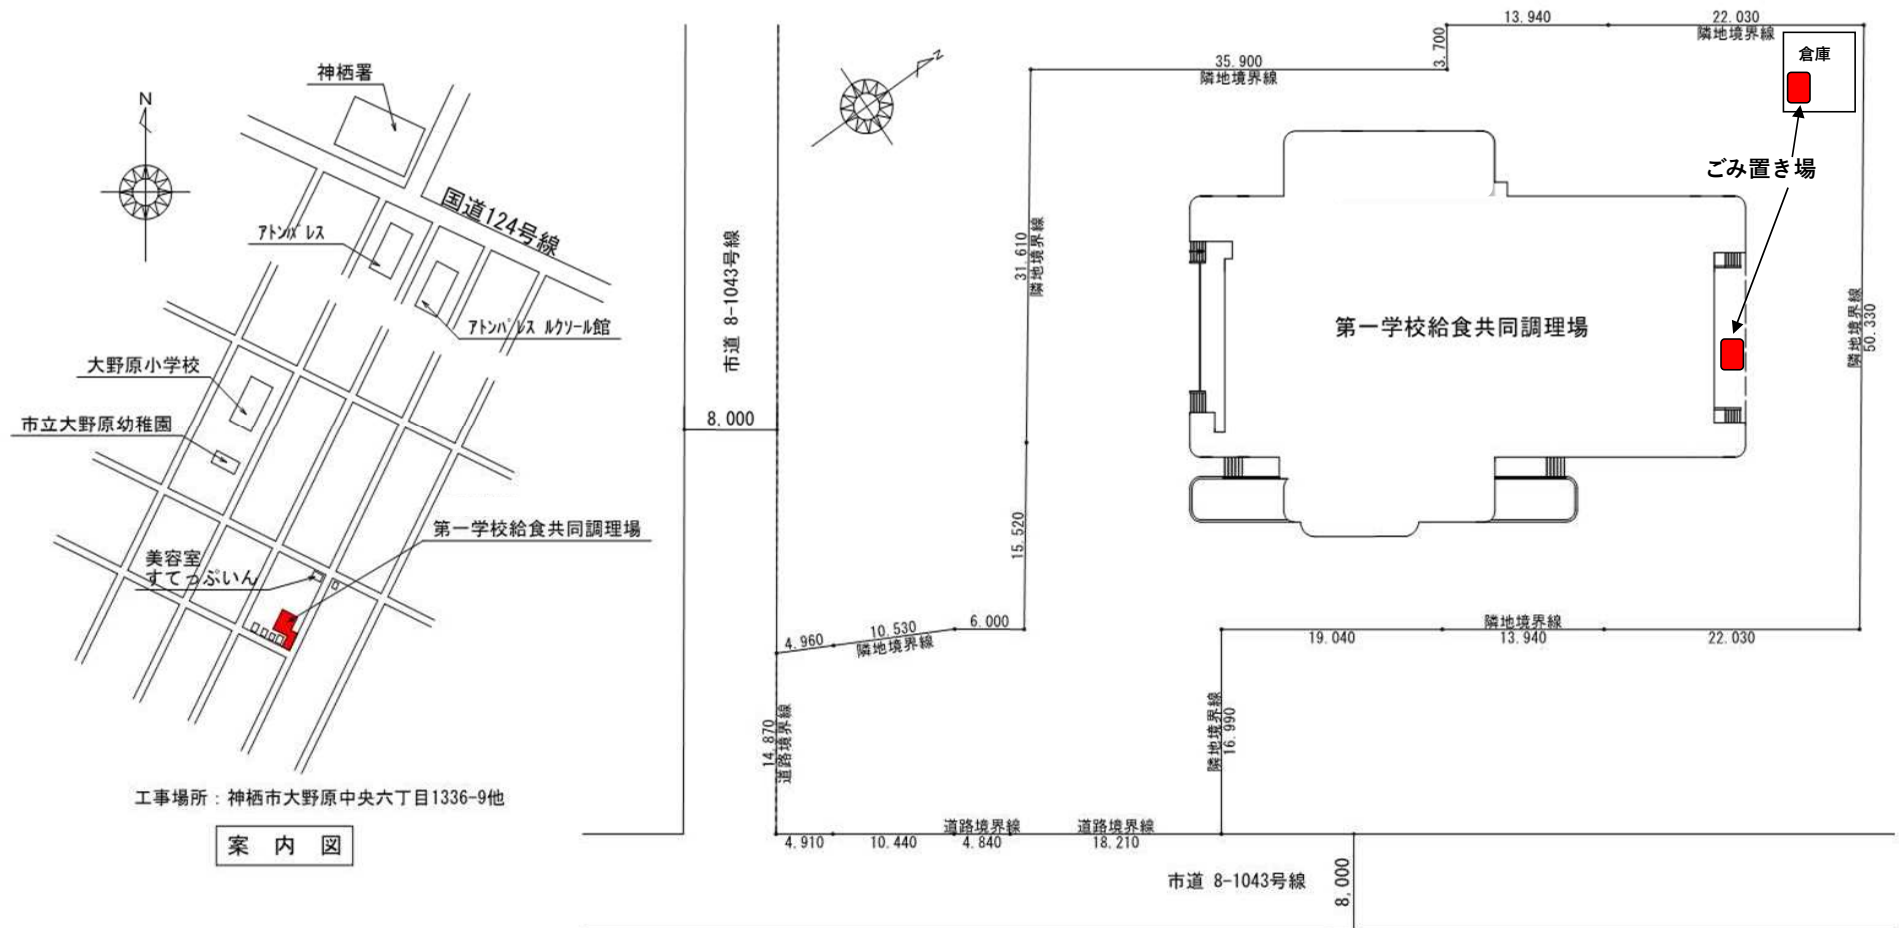 神栖署
N
国道124号線
アトンパレス
アトンパレス ルクソール館
大野原小学校
市立大野原幼稚園
第一学校給食共同調理場
美容室
すてっぷいん
工事場所：神栖市大野原中央六丁目1336-9他
案 内 図
N
市道 8-1043号線
8.000
13.940
22.030
隣地境界線
3.700
35.900
隣地境界線
倉庫
ごみ置き場
31.610
隣地境界線
第一学校給食共同調理場
隣地境界線
50.330
15.520
6.000
10.530
4.960
隣地境界線
隣地境界線
19.040
13.940
22.030
14.870
道路境界線
隣地境界線
16.990
道路境界線
道路境界線
4.910
10.440
4.840
18.210
市道 8-1043号線
8.000